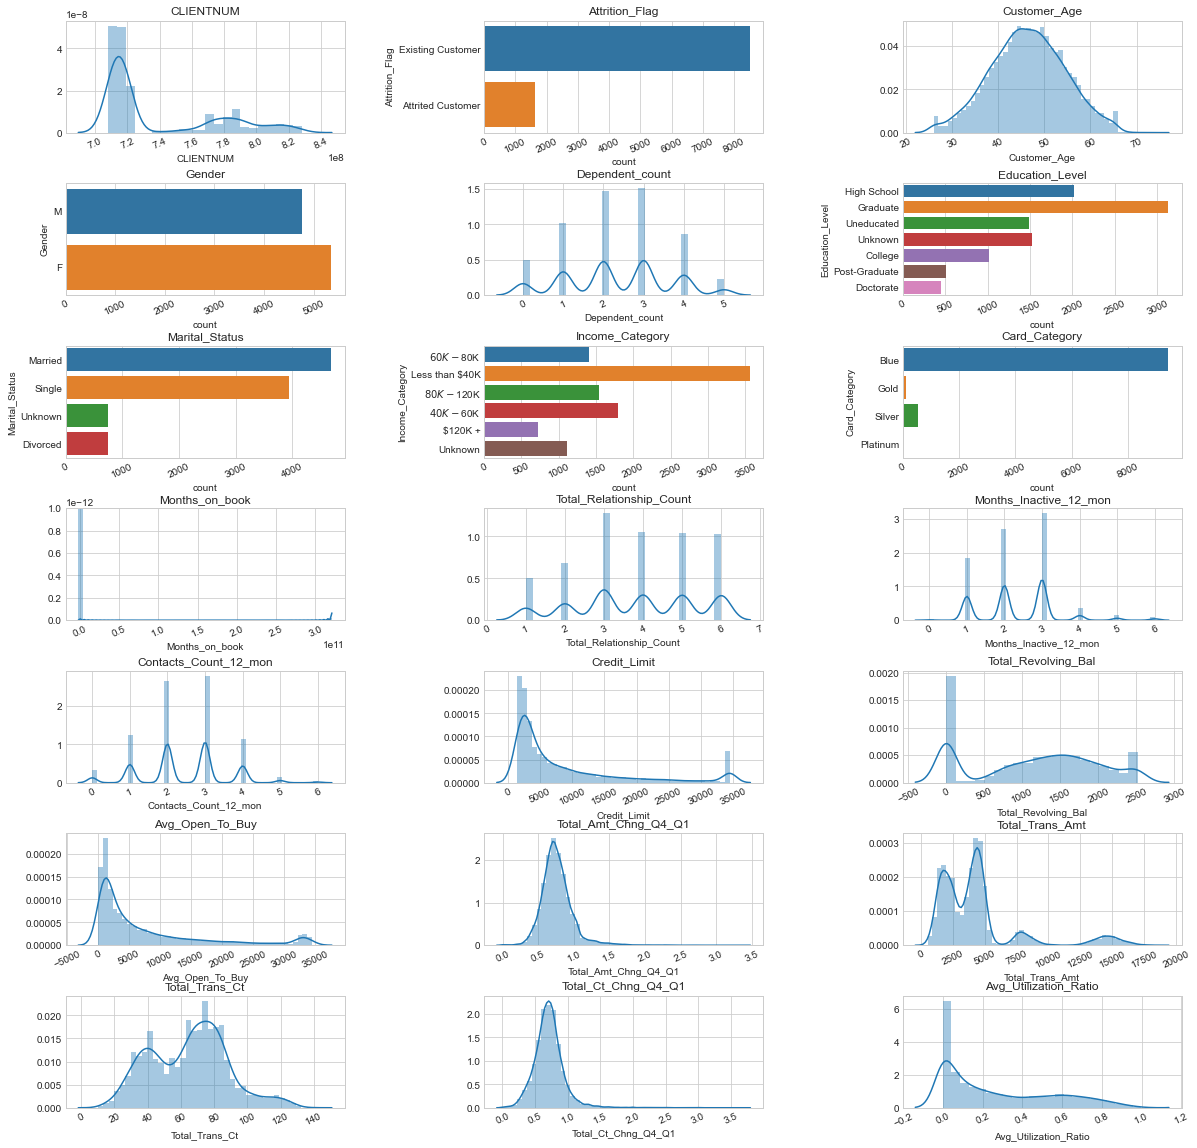 CLIENTNUM
1e−8
4
2
0
7.0
7.2
7.4
7.6
7.8
8.0
8.2
8.4
1e8
CLIENTNUM
Attrition_Flag
Attrition_Flag
Existing Customer
Attrited Customer
0
1000
2000
3000
4000
5000
6000
7000
8000
count
Customer_Age
0.04
0.02
0.00
20
30
40
50
60
70
Customer_Age
Gender
Gender
M
F
0
1000
2000
3000
4000
5000
count
Dependent_count
1.5
1.0
0.5
0.0
0
1
2
3
4
5
Dependent_count
Education_Level
Education_Level
High School
Graduate
Uneducated
Unknown
College
Post-Graduate
Doctorate
0
500
1000
1500
2000
2500
3000
count
Marital_Status
Marital_Status
Married
Single
Unknown
Divorced
0
1000
2000
3000
4000
count
Income_Category
Income_Category
60K − 80K
Less than $40K
80K − 120K
40K − 60K
$120K +
Unknown
0
500
1000
1500
2000
2500
3000
3500
count
Card_Category
Card_Category
Blue
Gold
Silver
Platinum
0
2000
4000
6000
8000
count
Months_on_book
1e−12
1.0
0.8
0.6
0.4
0.2
0.0
0.0
0.5
1.0
1.5
2.0
2.5
3.0
1e11
Months_on_book
Total_Relationship_Count
1.0
0.5
0.0
0
1
2
3
4
5
6
7
Total_Relationship_Count
Months_Inactive_12_mon
3
2
1
0
0
1
2
3
4
5
6
Months_Inactive_12_mon
Contacts_Count_12_mon
2
1
0
0
1
2
3
4
5
6
Contacts_Count_12_mon
Credit_Limit
0.00020
0.00015
0.00010
0.00005
0.00000
0
5000
10000
15000
20000
25000
30000
35000
Credit_Limit
Total_Revolving_Bal
0.0020
0.0015
0.0010
0.0005
0.0000
−500
0
500
1000
1500
2000
2500
3000
Total_Revolving_Bal
Avg_Open_To_Buy
0.00020
0.00015
0.00010
0.00005
0.00000
−5000
0
5000
10000
15000
20000
25000
30000
35000
Avg_Open_To_Buy
Total_Amt_Chng_Q4_Q1
2
1
0
0.0
0.5
1.0
1.5
2.0
2.5
3.0
3.5
Total_Amt_Chng_Q4_Q1
Total_Trans_Amt
0.0003
0.0002
0.0001
0.0000
0
2500
5000
7500
10000
12500
15000
17500
20000
Total_Trans_Amt
Total_Trans_Ct
0.020
0.015
0.010
0.005
0.000
0
20
40
60
80
100
120
140
Total_Trans_Ct
Total_Ct_Chng_Q4_Q1
2.0
1.5
1.0
0.5
0.0
0.0
0.5
1.0
1.5
2.0
2.5
3.0
3.5
Total_Ct_Chng_Q4_Q1
Avg_Utilization_Ratio
6
4
2
0
−0.2
0.0
0.2
0.4
0.6
0.8
1.0
1.2
Avg_Utilization_Ratio